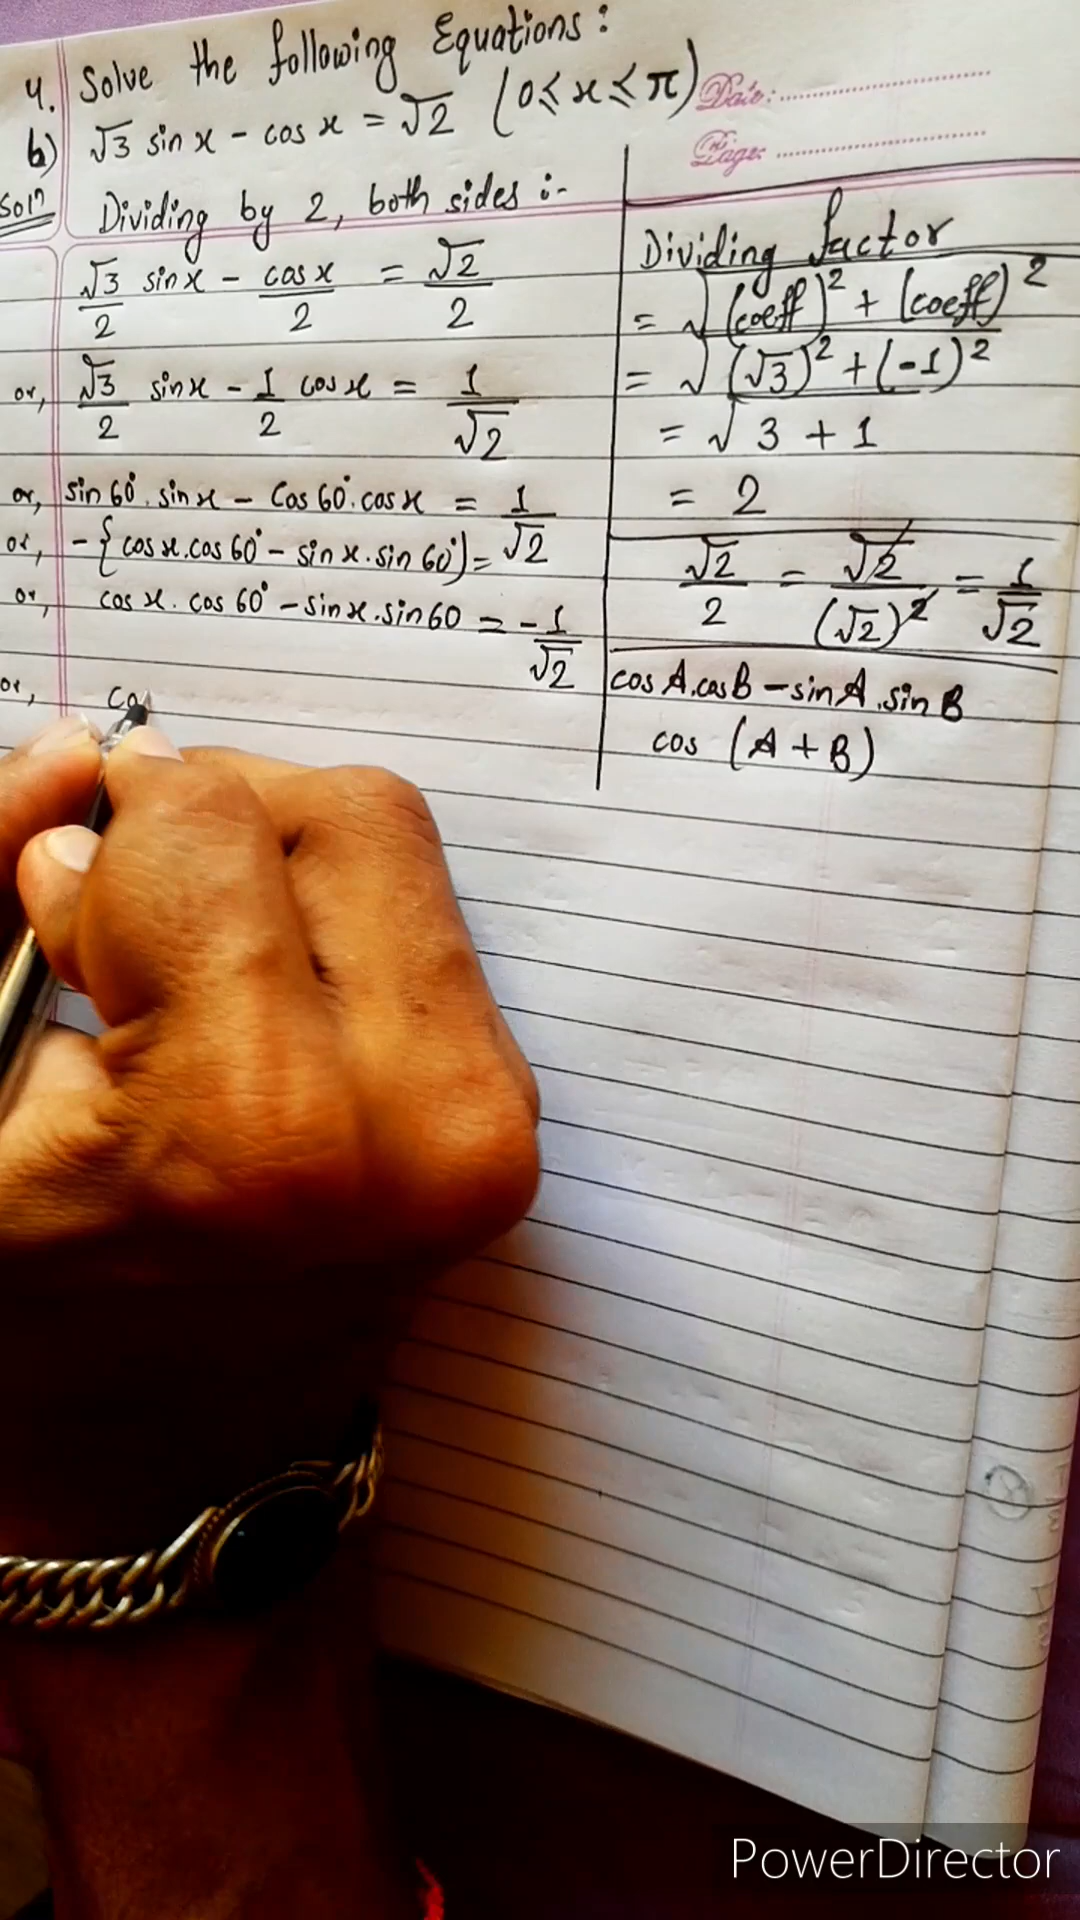 4. Solve the following Equations:
b) √3 sin x - cos x = √2 (0 ≤ x ≤ π)
Date:
Page:
Soln Dividing by 2, both sides :-
√3/2 sin x - cos x/2 = √2/2
or, √3/2 sin x - 1/2 cos x = 1/√2
or, sin 60°. sin x - Cos 60°. cos x = 1/√2
or, -{cos x. cos 60° - sin x. sin 60°) = 1/√2
or, cos x. cos 60° - sin x. sin 60 = -1/√2
or, co
Dividing factor
= √(coeff)² + (coeff)²
= √(√3)² + (-1)²
= √3 + 1
= 2
√2/2 = √2/(√2)² = 1/√2
cos A. cos B - sin A. sin B
cos (A + B)
PowerDirector